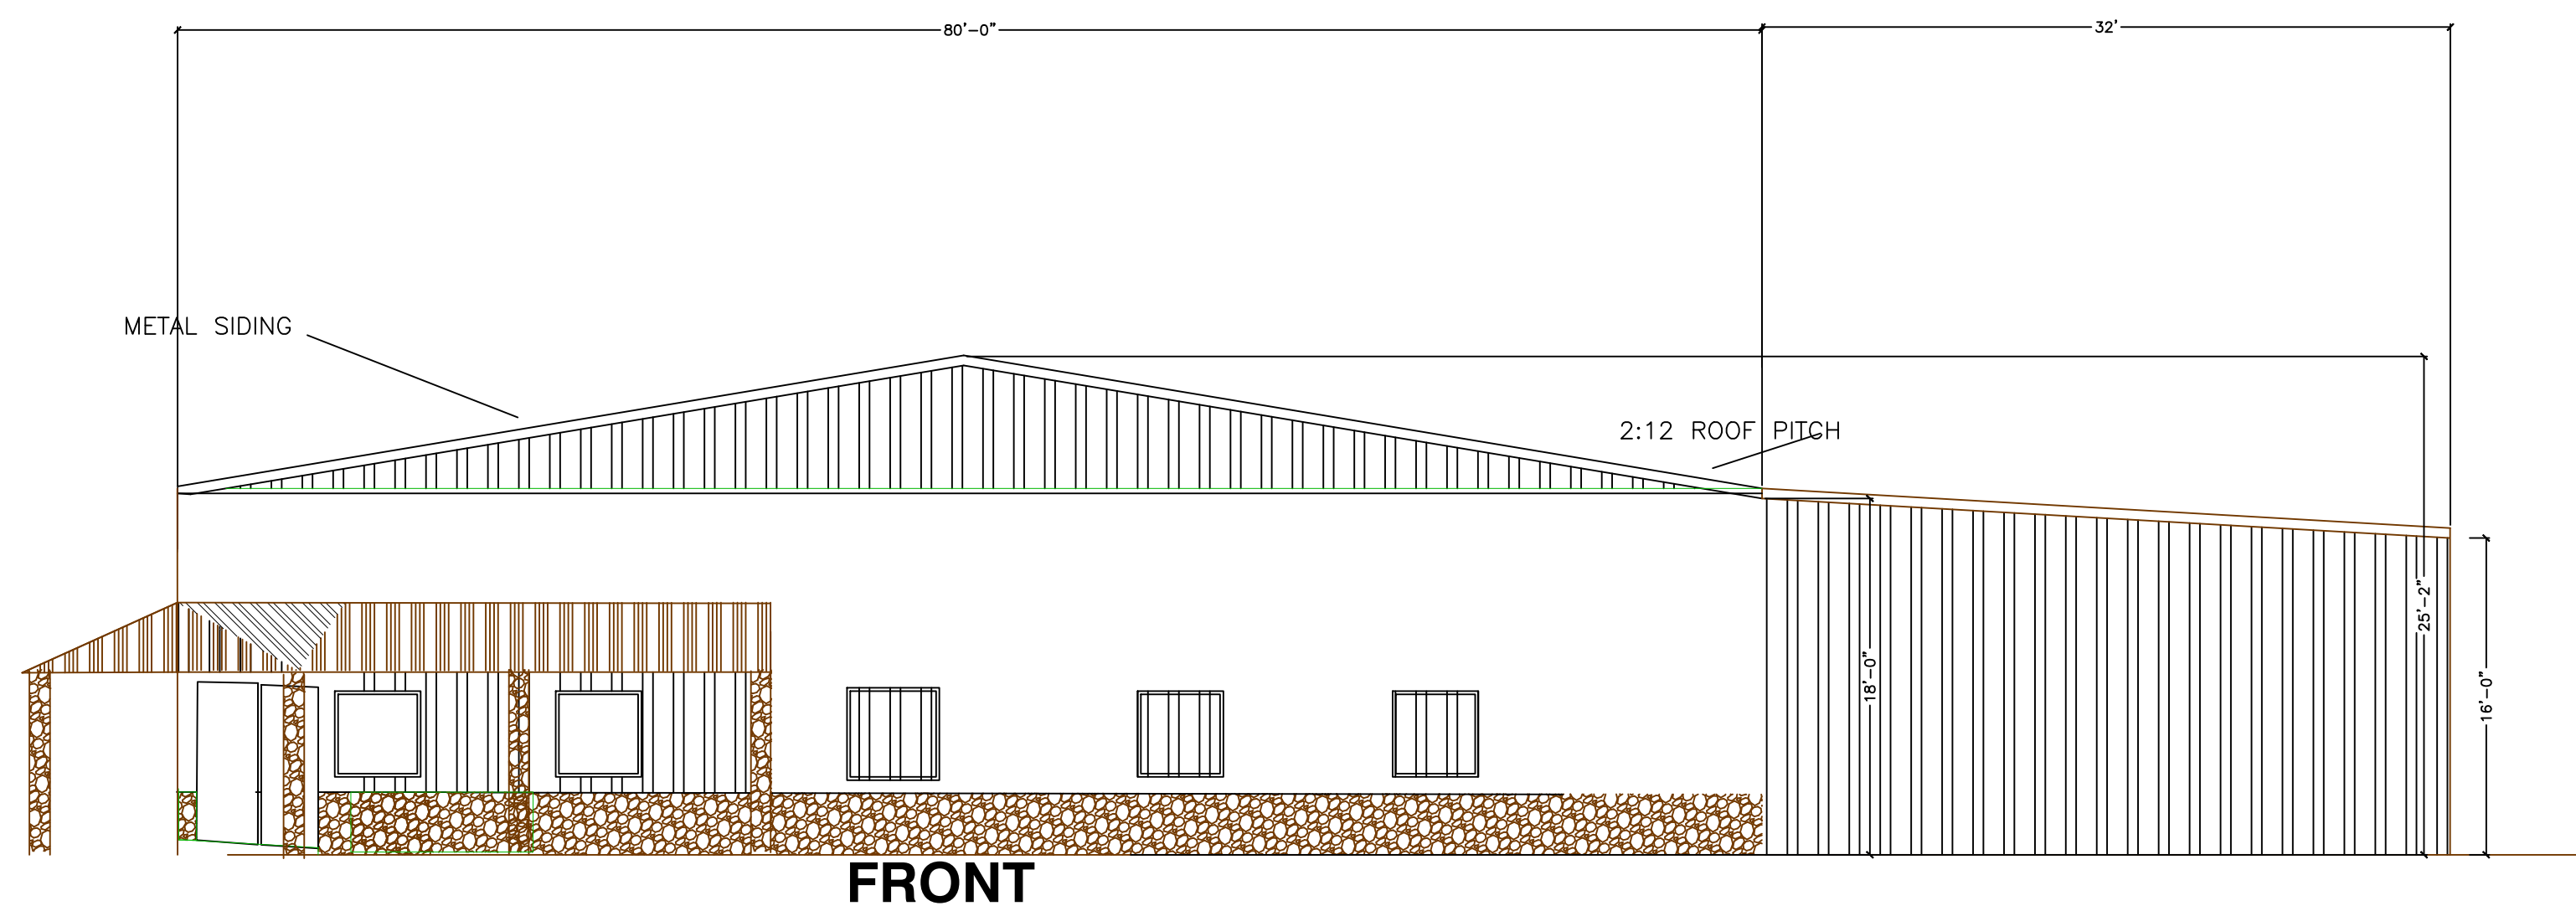 80'-0"
32'
METAL SIDING
2:12 ROOF PITCH
25'-2"
18'-0"
16'-0"
FRONT